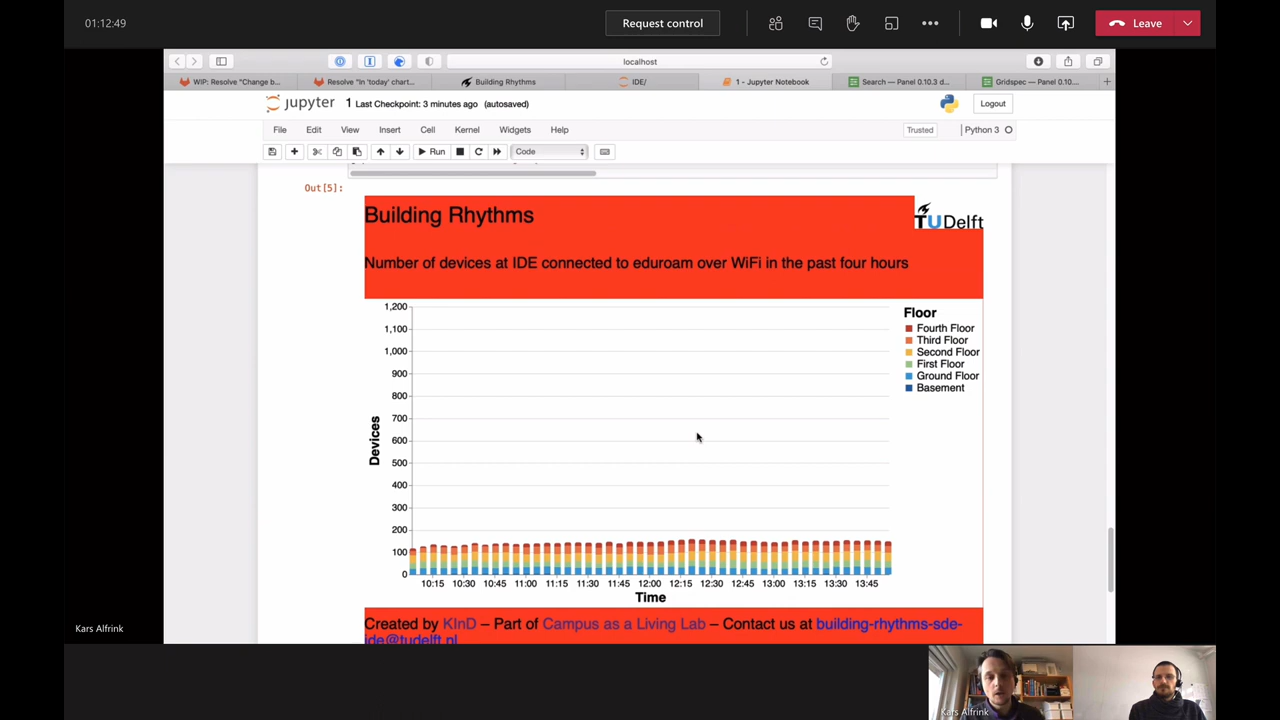 01:12:49
Request control
Leave
localhost
WIP: Resolve "Change b...
Resolve "In 'today' chart...
Building Rhythms
IDE/
1 - Jupyter Notebook
Search — Panel 0.10.3 d...
Gridspec — Panel 0.10....
jupyter 1 Last Checkpoint: 3 minutes ago (autosaved)
Logout
File Edit View Insert Cell Kernel Widgets Help
Trusted
Python 3
Run
Code
Out[5]:
Building Rhythms
TUDelft
Number of devices at IDE connected to eduroam over WiFi in the past four hours
1,200
1,100
1,000
900
800
700
600
500
400
300
200
100
0
Devices
10:15 10:30 10:45 11:00 11:15 11:30 11:45 12:00 12:15 12:30 12:45 13:00 13:15 13:30 13:45
Time
Floor
Fourth Floor
Third Floor
Second Floor
First Floor
Ground Floor
Basement
Created by KInD – Part of Campus as a Living Lab – Contact us at building-rhythms-sde-
ide@tudelft.nl
Kars Alfrink
Kars Alfrink